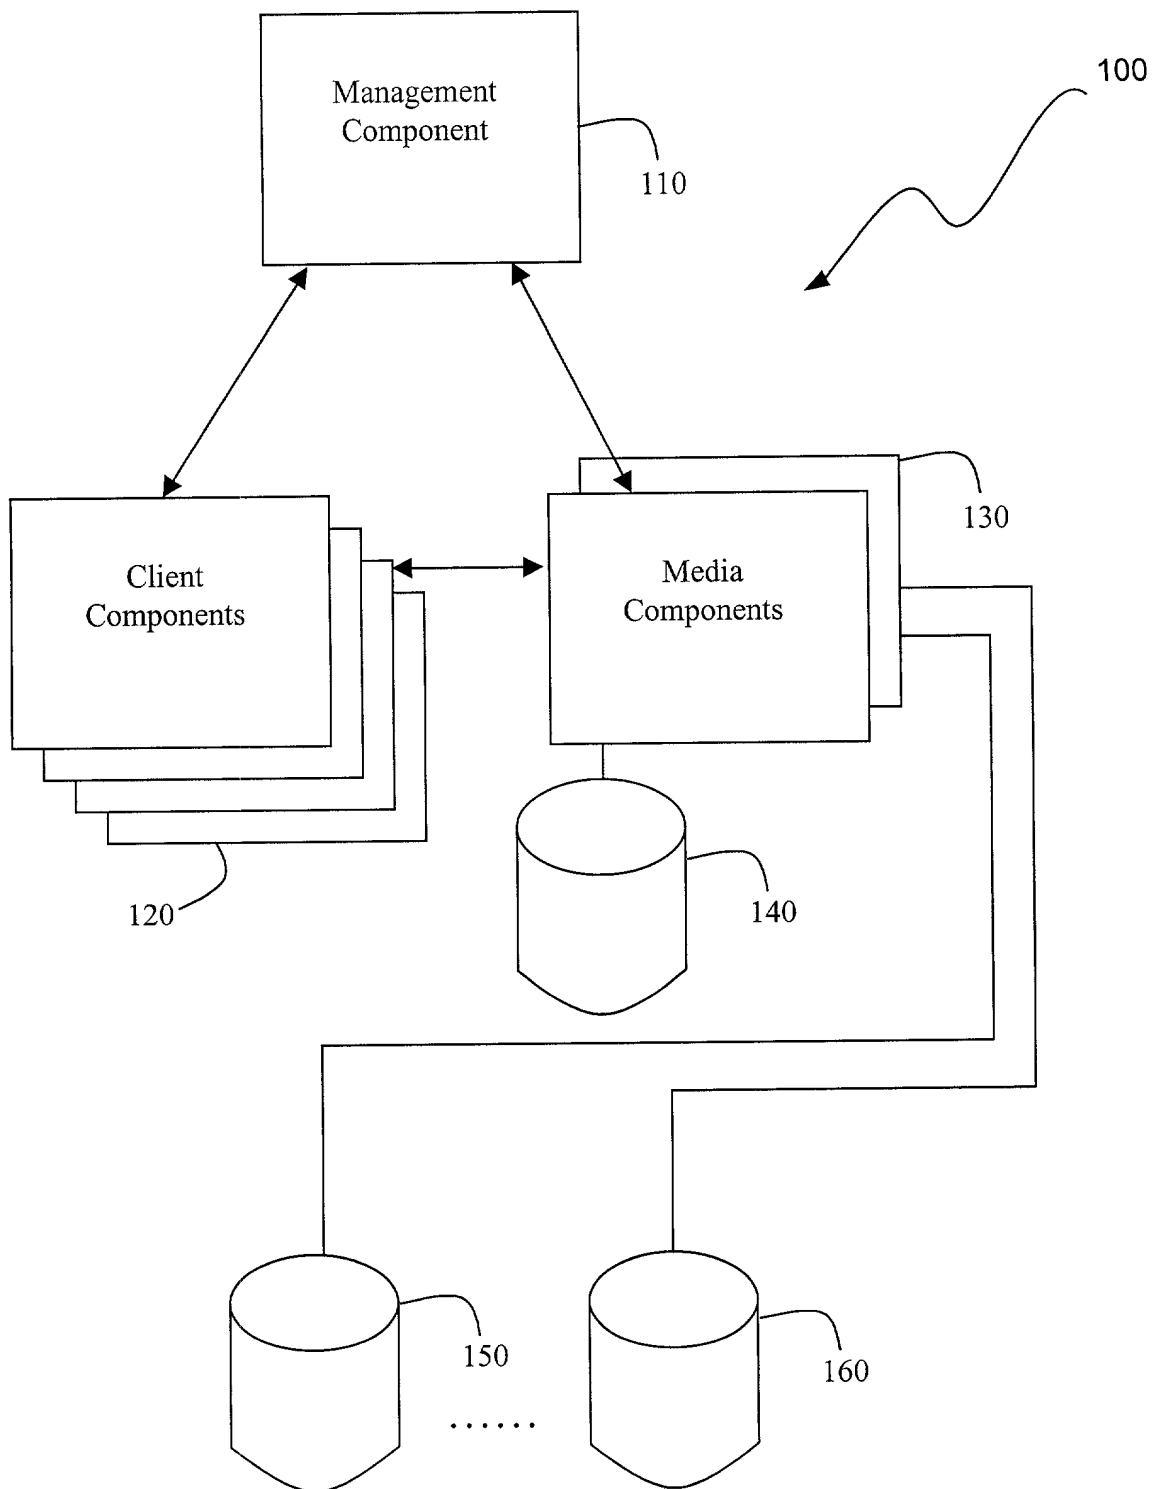 100
Management
Component
110
130
Client
Components
Media
Components
120
140
150
160
......